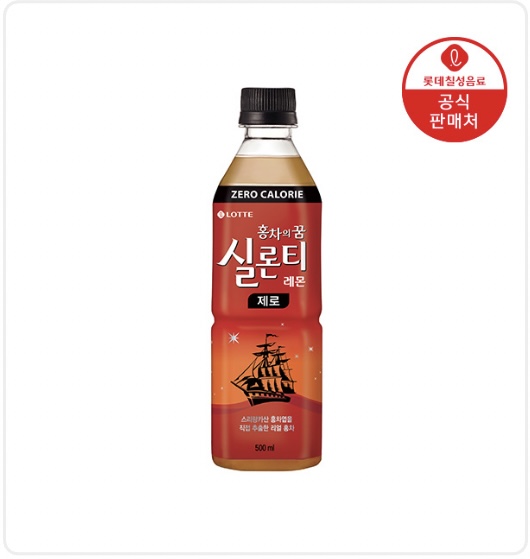 롯데칠성음료
공식
판매처
ZERO CALORIE
LOTTE
홍차의 꿈
실론티
레몬
제로
스리랑카산 홍차잎을
직접 추출한 리얼 홍차
500 ml